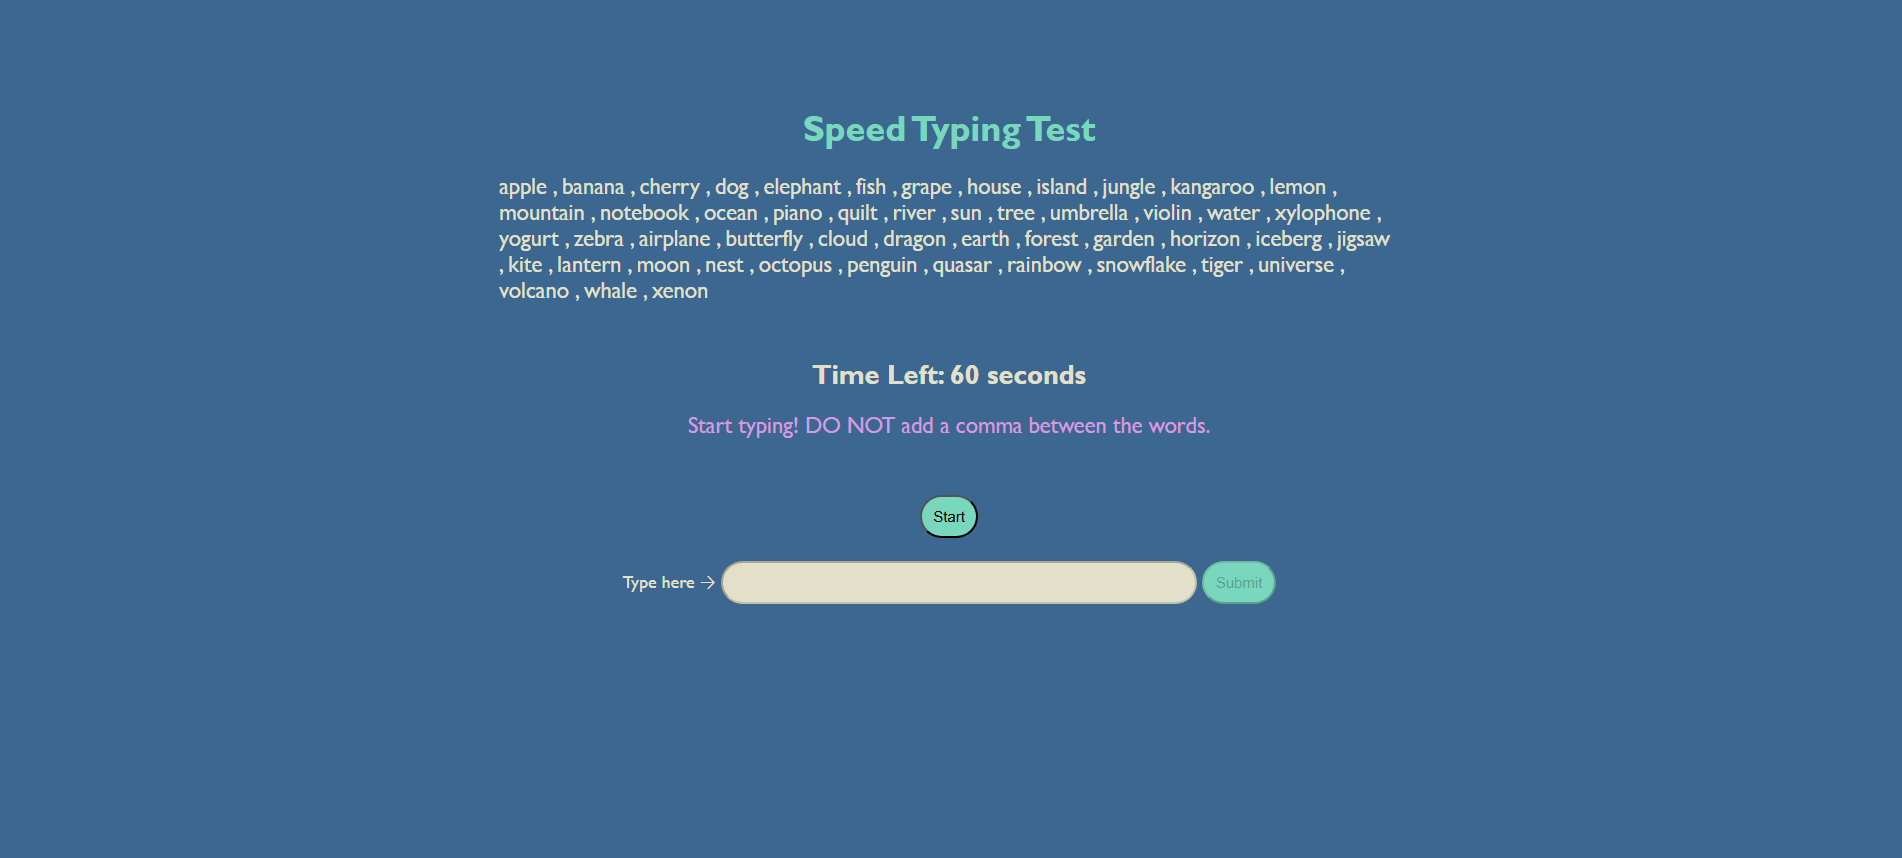 Speed Typing Test
apple , banana , cherry , dog , elephant , fish , grape , house , island , jungle , kangaroo , lemon ,
mountain , notebook , ocean , piano , quilt , river , sun , tree , umbrella , violin , water , xylophone ,
yogurt , zebra , airplane , butterfly , cloud , dragon , earth , forest , garden , horizon , iceberg , jigsaw
, kite , lantern , moon , nest , octopus , penguin , quasar , rainbow , snowflake , tiger , universe ,
volcano , whale , xenon
Time Left: 60 seconds
Start typing! DO NOT add a comma between the words.
Start
Type here → Submit